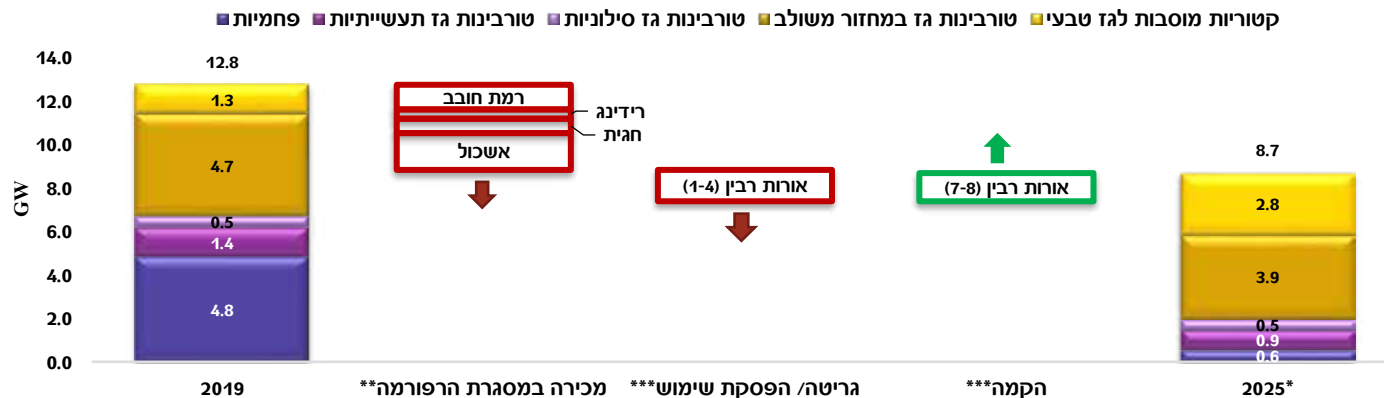 פחמיות טורבינות גז תעשייתיות טורבינות גז סילוניות טורבינות גז במחזור משולב קטוריות מוסבות לגז טבעי
GW
14.0
12.0
10.0
8.0
6.0
4.0
2.0
0.0
12.8
1.3
4.7
0.5
1.4
4.8
רמת חובב
רידינג
חגית
אשכול
אורות רבין (1-4)
אורות רבין (7-8)
8.7
2.8
3.9
0.5
0.9
0.6
2019
מכירה במסגרת הרפורמה**
גריטה/ הפסקת שימוש***
הקמה***
2025*